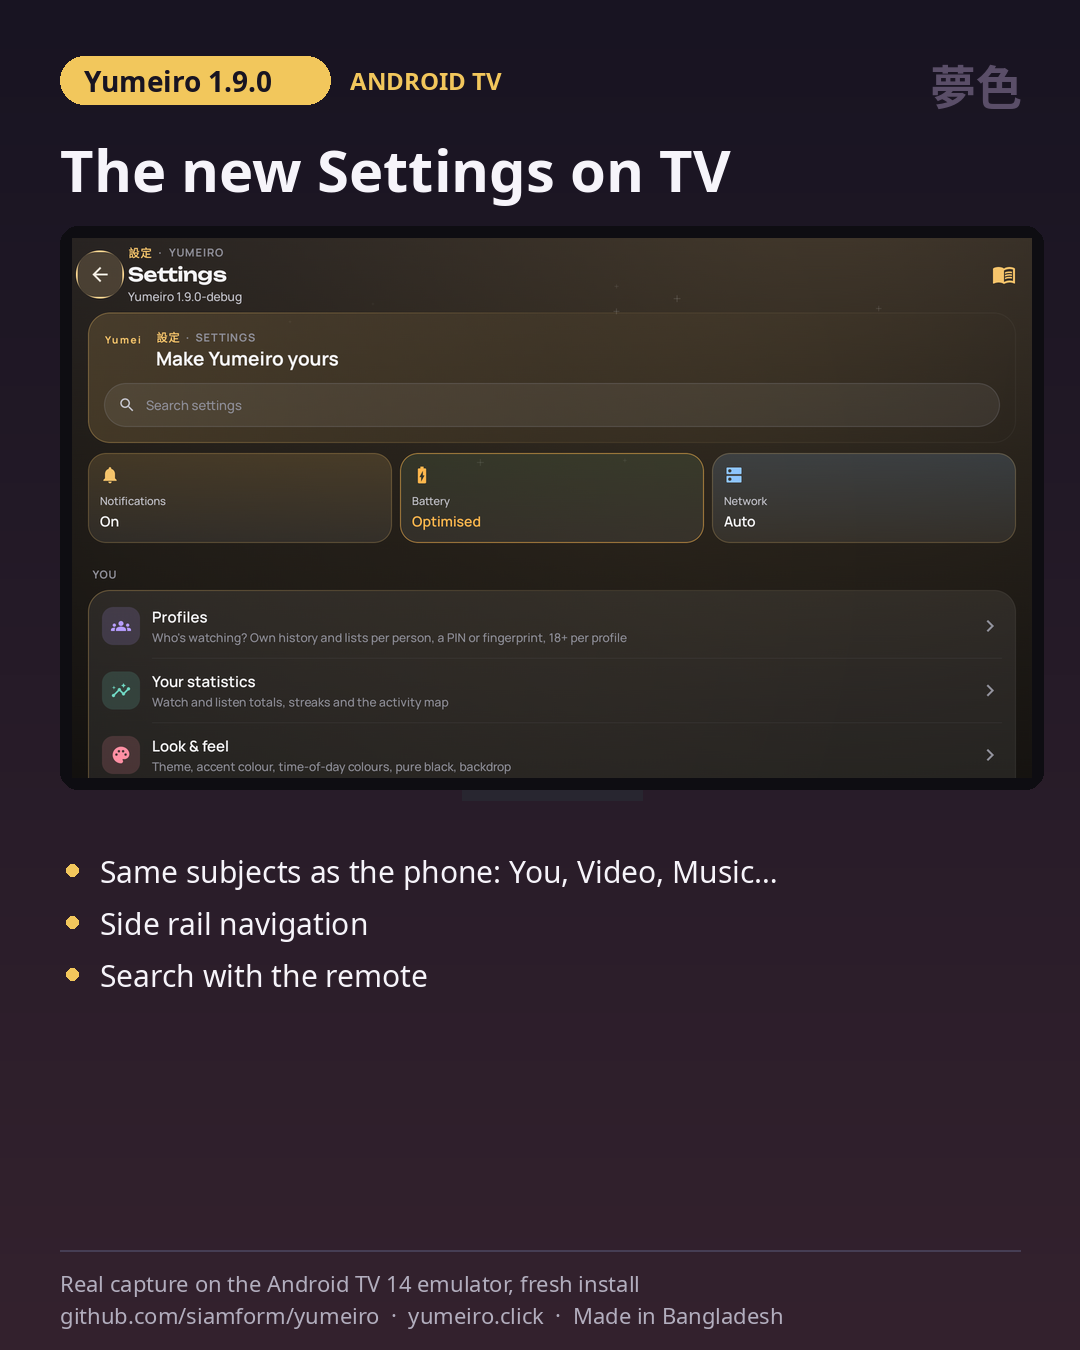 Yumeiro 1.9.0
ANDROID TV
夢色
The new Settings on TV
設定 · YUMEIRO
Settings
Yumeiro 1.9.0-debug
Yumei
設定 · SETTINGS
Make Yumeiro yours
Search settings
Notifications
On
Battery
Optimised
Network
Auto
YOU
Profiles
Who's watching? Own history and lists per person, a PIN or fingerprint, 18+ per profile
Your statistics
Watch and listen totals, streaks and the activity map
Look & feel
Theme, accent colour, time-of-day colours, pure black, backdrop
Same subjects as the phone: You, Video, Music…
Side rail navigation
Search with the remote
Real capture on the Android TV 14 emulator, fresh install
github.com/siamform/yumeiro · yumeiro.click · Made in Bangladesh